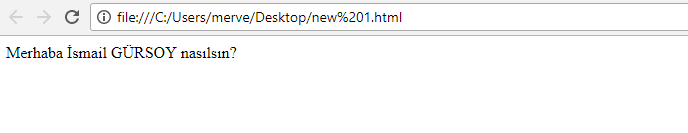 file:///C:/Users/merve/Desktop/new%201.html
Merhaba İsmail GÜRSOY nasılsın?